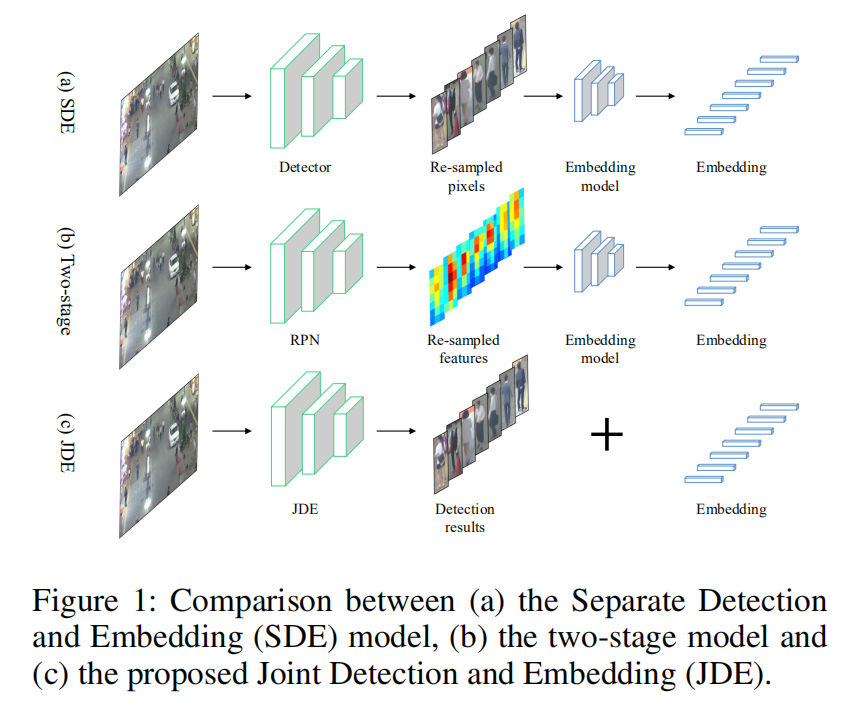 (a) SDE
Detector
Re-sampled
pixels
Embedding
model
Embedding
(b) Two-stage
RPN
Re-sampled
features
Embedding
model
Embedding
(c) JDE
JDE
Detection
results
Embedding
Figure 1: Comparison between (a) the Separate Detection
and Embedding (SDE) model, (b) the two-stage model and
(c) the proposed Joint Detection and Embedding (JDE).